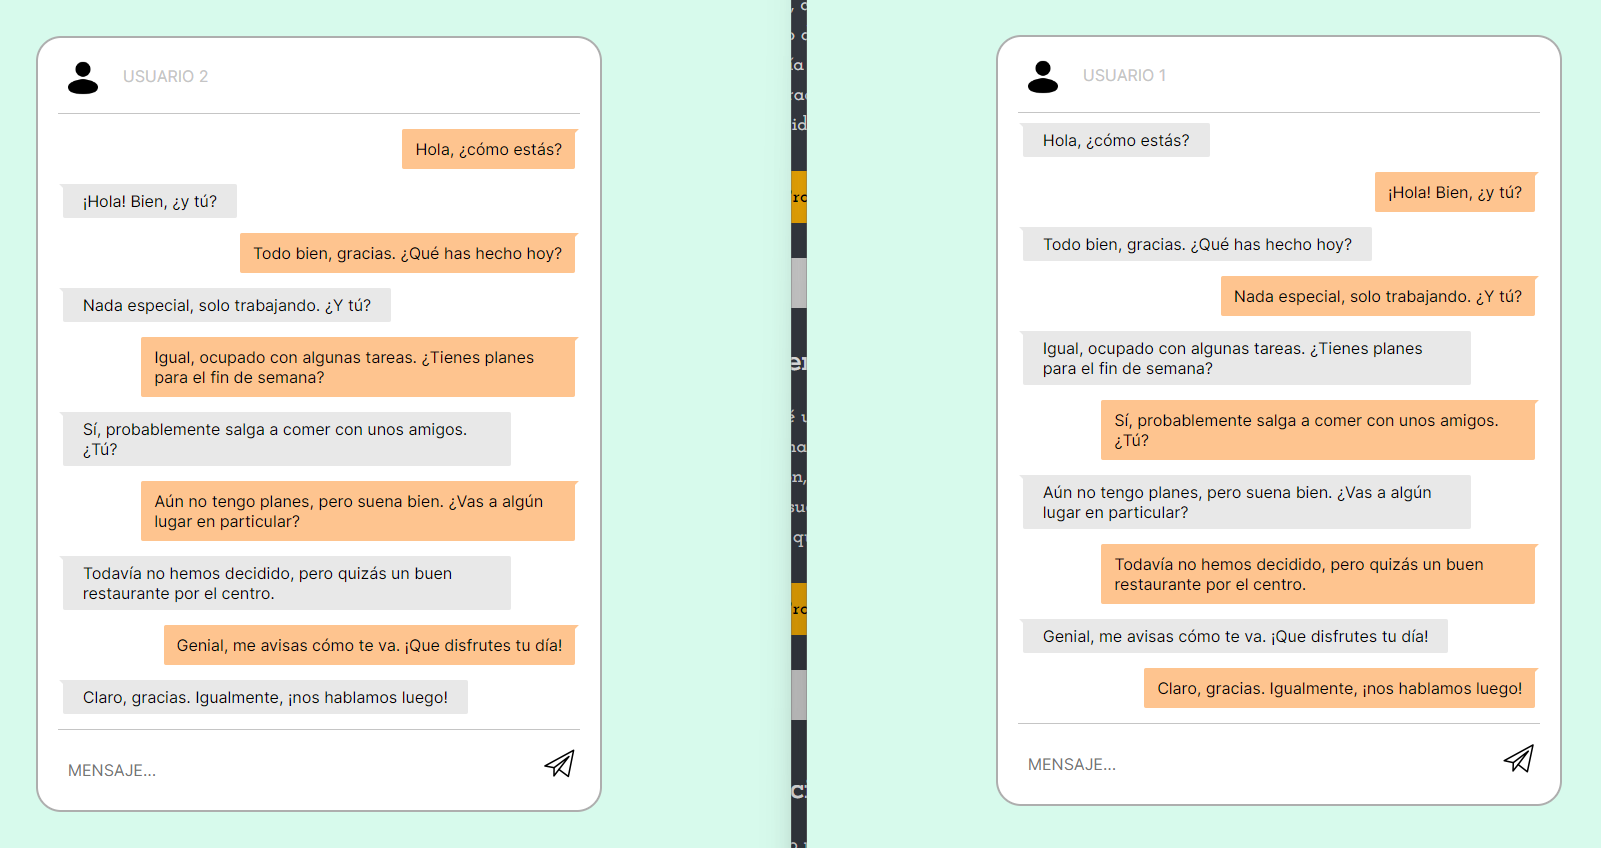 USUARIO 2
Hola, ¿cómo estás?
¡Hola! Bien, ¿y tú?
Todo bien, gracias. ¿Qué has hecho hoy?
Nada especial, solo trabajando. ¿Y tú?
Igual, ocupado con algunas tareas. ¿Tienes planes
para el fin de semana?
Sí, probablemente salga a comer con unos amigos.
¿Tú?
Aún no tengo planes, pero suena bien. ¿Vas a algún
lugar en particular?
Todavía no hemos decidido, pero quizás un buen
restaurante por el centro.
Genial, me avisas cómo te va. ¡Que disfrutes tu día!
Claro, gracias. Igualmente, ¡nos hablamos luego!
MENSAJE...
USUARIO 1
Hola, ¿cómo estás?
¡Hola! Bien, ¿y tú?
Todo bien, gracias. ¿Qué has hecho hoy?
Nada especial, solo trabajando. ¿Y tú?
Igual, ocupado con algunas tareas. ¿Tienes planes
para el fin de semana?
Sí, probablemente salga a comer con unos amigos.
¿Tú?
Aún no tengo planes, pero suena bien. ¿Vas a algún
lugar en particular?
Todavía no hemos decidido, pero quizás un buen
restaurante por el centro.
Genial, me avisas cómo te va. ¡Que disfrutes tu día!
Claro, gracias. Igualmente, ¡nos hablamos luego!
MENSAJE...